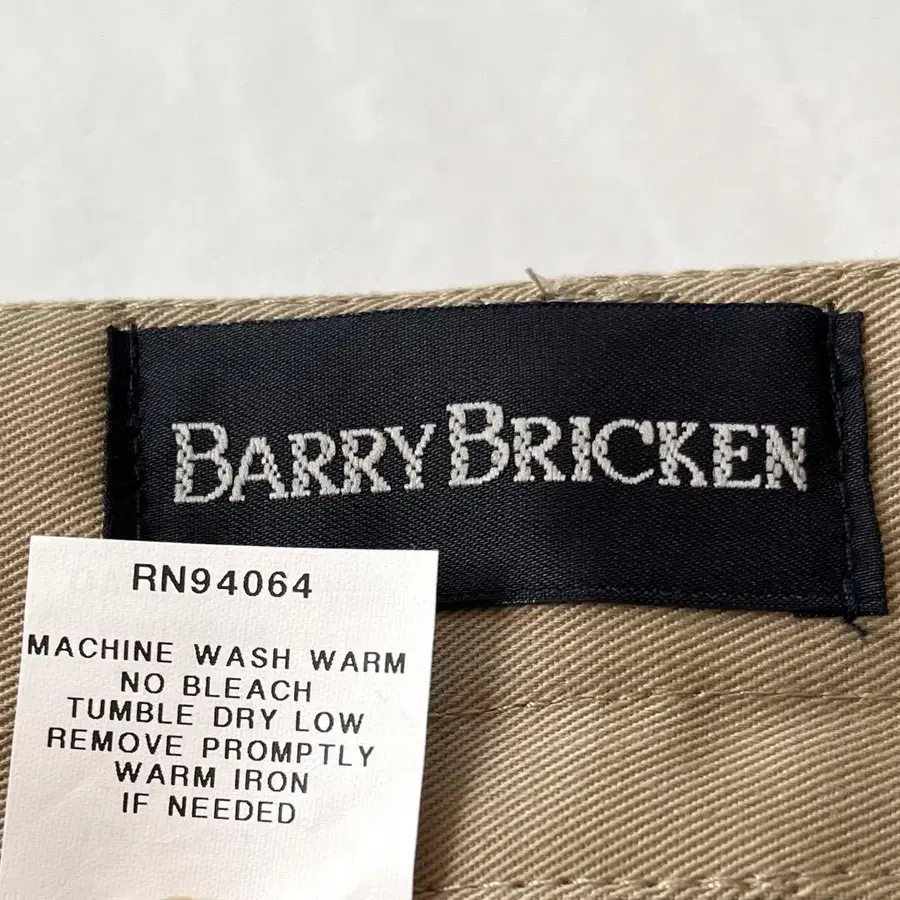 BARRY BRICKEN
RN94064
MACHINE WASH WARM
NO BLEACH
TUMBLE DRY LOW
REMOVE PROMPTLY
WARM IRON
IF NEEDED